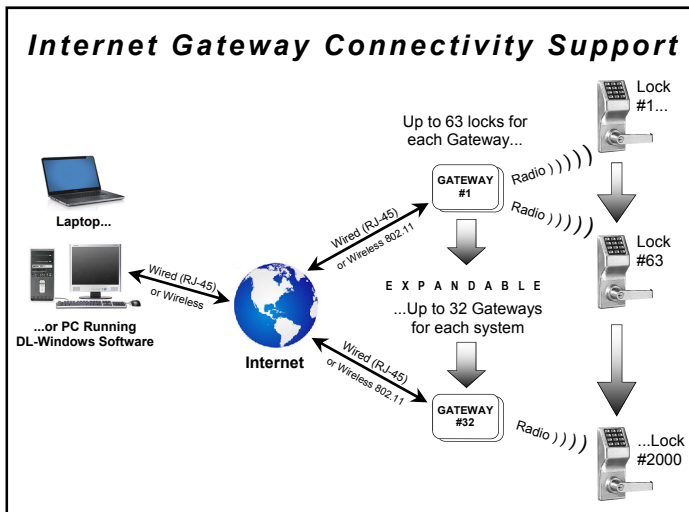 Internet Gateway Connectivity Support
Lock
#1...
Up to 63 locks for
each Gateway...
Radio ) ) ) ) )
GATEWAY
#1
Laptop...
Radio ) ) ) ) )
Wired (RJ-45)
or Wireless 802.11
Lock
#63
Wired (RJ-45)
or Wireless
EXPANDABLE
...Up to 32 Gateways
for each system
...or PC Running
DL-Windows Software
Internet
Wired (RJ-45)
or Wireless 802.11
GATEWAY
#32
Radio ) ) ) ) )
...Lock
#2000